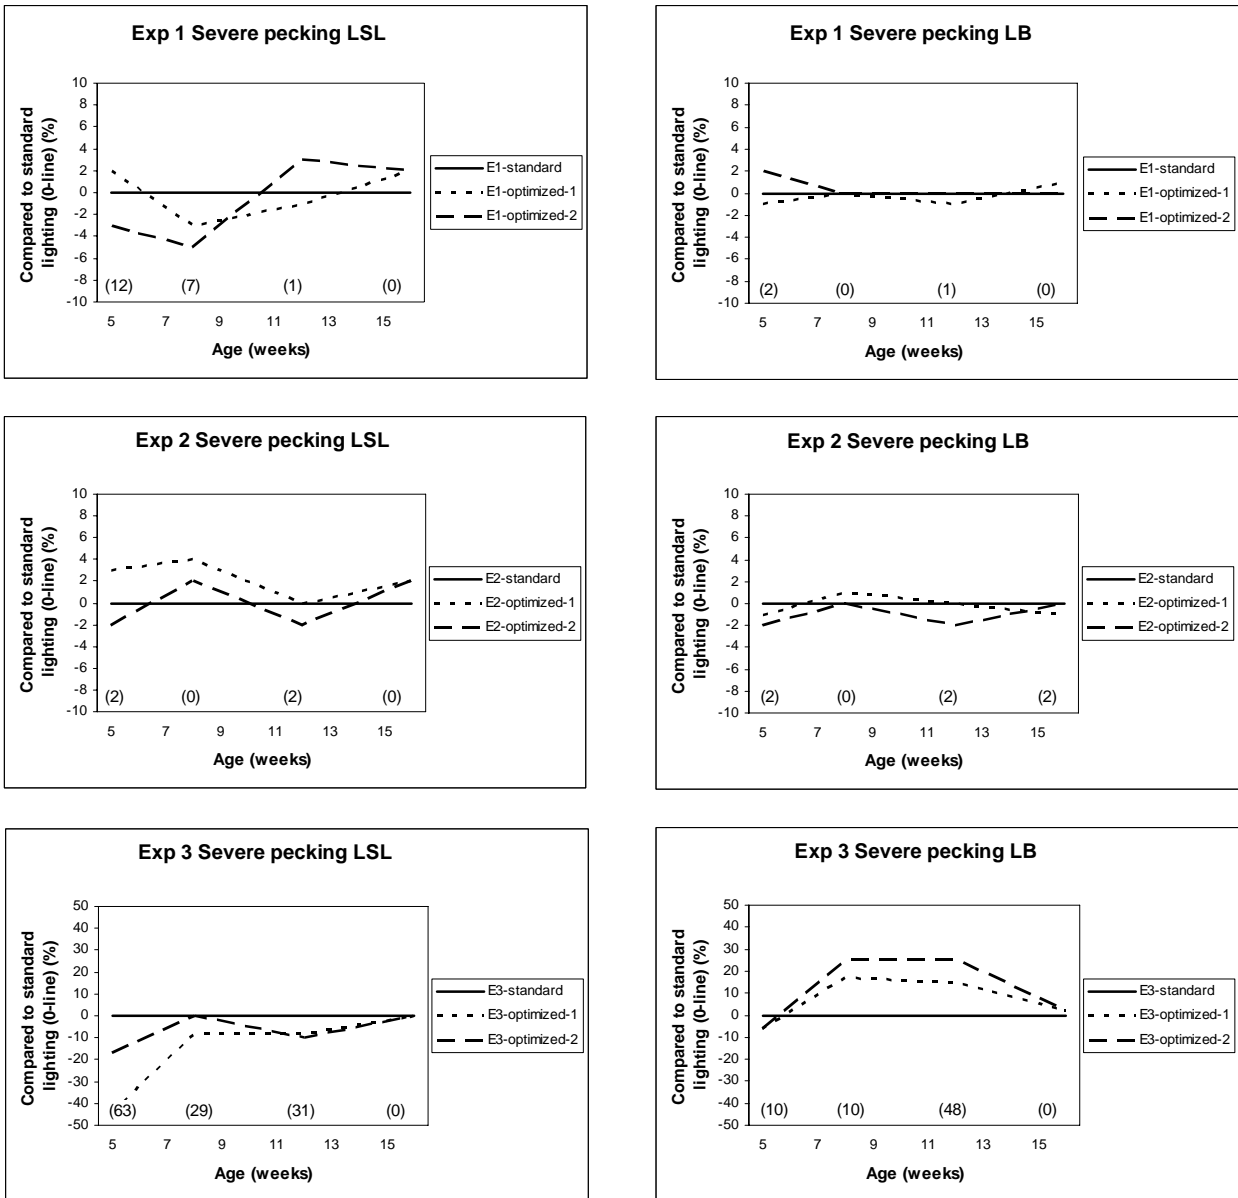 Exp 1 Severe pecking LSL
Compared to standard
lighting (0-line) (%)
10
8
6
4
2
0
-2
-4
-6
-8
-10
(12) (7) (1) (0)
5 7 9 11 13 15
Age (weeks)
E1-standard
E1-optimized-1
E1-optimized-2
Exp 1 Severe pecking LB
Compared to standard
lighting (0-line) (%)
10
8
6
4
2
0
-2
-4
-6
-8
-10
(2) (0) (1) (0)
5 7 9 11 13 15
Age (weeks)
E1-standard
E1-optimized-1
E1-optimized-2
Exp 2 Severe pecking LSL
Compared to standard
lighting (0-line) (%)
10
8
6
4
2
0
-2
-4
-6
-8
-10
(2) (0) (2) (0)
5 7 9 11 13 15
Age (weeks)
E2-standard
E2-optimized-1
E2-optimized-2
Exp 2 Severe pecking LB
Compared to standard
lighting (0-line) (%)
10
8
6
4
2
0
-2
-4
-6
-8
-10
(2) (0) (2) (2)
5 7 9 11 13 15
Age (weeks)
E2-standard
E2-optimized-1
E2-optimized-2
Exp 3 Severe pecking LSL
Compared to standard
lighting (0-line) (%)
50
40
30
20
10
0
-10
-20
-30
-40
-50
(63) (29) (31) (0)
5 7 9 11 13 15
Age (weeks)
E3-standard
E3-optimized-1
E3-optimized-2
Exp 3 Severe pecking LB
Compared to standard
lighting (0-line) (%)
50
40
30
20
10
0
-10
-20
-30
-40
-50
(10) (10) (48) (0)
5 7 9 11 13 15
Age (weeks)
E3-standard
E3-optimized-1
E3-optimized-2